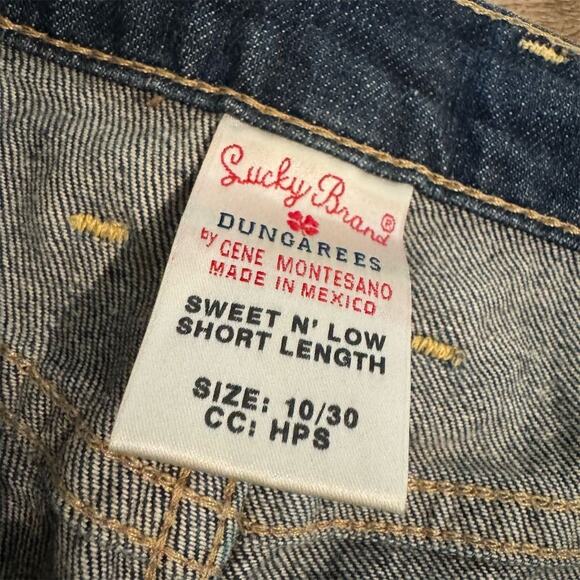 Lucky Brand®
DUNGAREES
by GENE MONTESANO
MADE IN MEXICO
SWEET N' LOW
SHORT LENGTH
SIZE: 10/30
CC: HPS